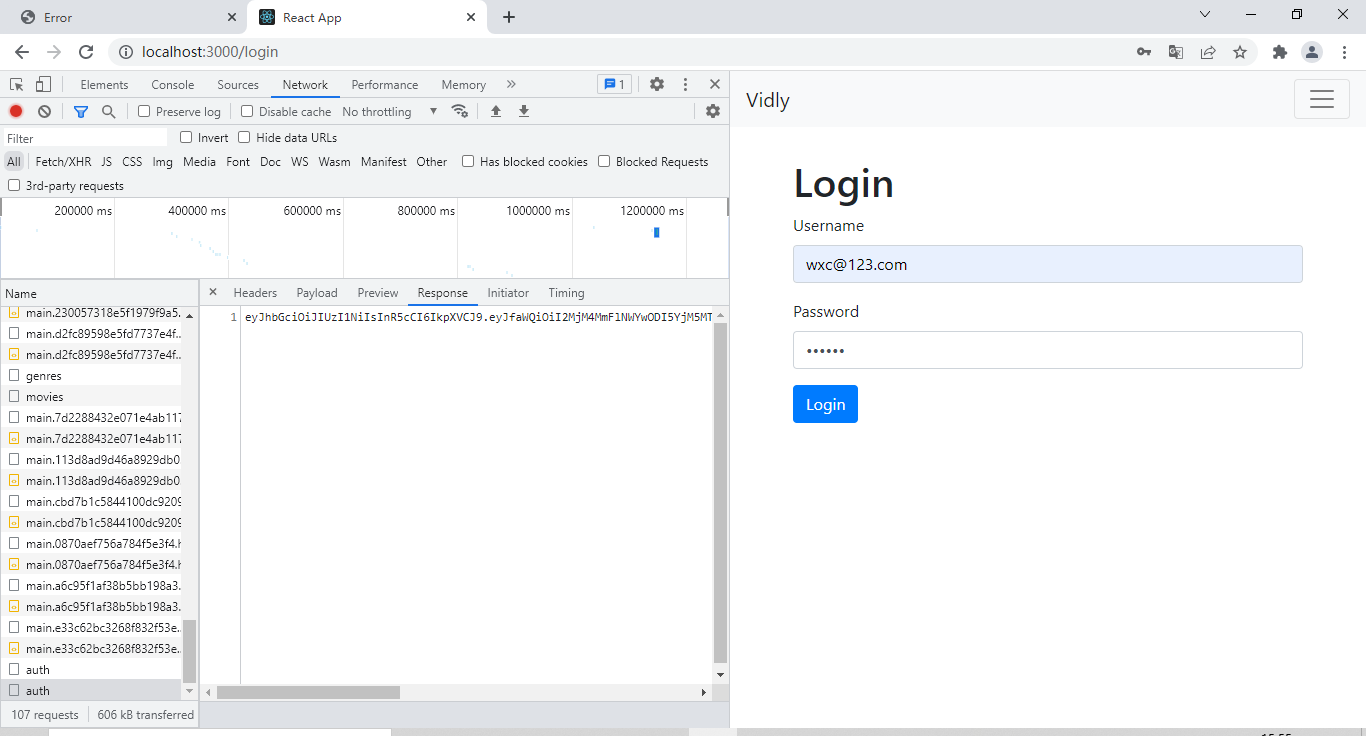 Error
React App
localhost:3000/login
Elements Console Sources Network Performance Memory » 1
Preserve log Disable cache No throttling
Filter Invert Hide data URLs
All Fetch/XHR JS CSS Img Media Font Doc WS Wasm Manifest Other Has blocked cookies Blocked Requests
3rd-party requests
200000 ms 400000 ms 600000 ms 800000 ms 1000000 ms 1200000 ms
Name
main.230057318e5f1979f9a5.
main.d2fc89598e5fd7737e4f..
main.d2fc89598e5fd7737e4f..
genres
movies
main.7d2288432e071e4ab117
main.7d2288432e071e4ab117
main.113d8ad9d46a8929db0
main.113d8ad9d46a8929db0
main.cbd7b1c5844100dc9209
main.cbd7b1c5844100dc9209
main.0870aef756a784f5e3f4.h
main.0870aef756a784f5e3f4.h
main.a6c95f1af38b5bb198a3.
main.a6c95f1af38b5bb198a3.
main.e33c62bc3268f832f53e..
main.e33c62bc3268f832f53e..
auth
auth
107 requests 606 kB transferred
Headers Payload Preview Response Initiator Timing
1 eyJhbGciOiJIUzI1NiIsInR5cCI6IkpXVCJ9.eyJfaWQiOiI2MjM4MmFlNWYwODI5YjM5MT
Vidly
Login
Username
wxc@123.com
Password
••••••
Login